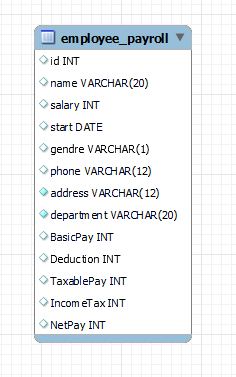 employee_payroll
id INT
name VARCHAR(20)
salary INT
start DATE
gendre VARCHAR(1)
phone VARCHAR(12)
address VARCHAR(12)
department VARCHAR(20)
BasicPay INT
Deduction INT
TaxablePay INT
IncomeTax INT
NetPay INT